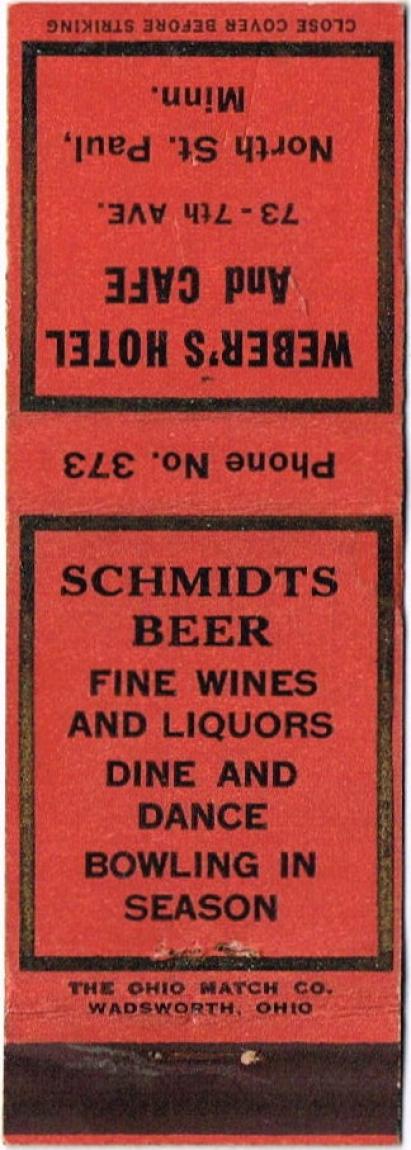 CLOSE COVER BEFORE STRIKING
WEBER'S HOTEL
And CAFE
73 - 7th AVE.
North St. Paul,
Minn.
Phone No. 373
SCHMIDTS
BEER
FINE WINES
AND LIQUORS
DINE AND
DANCE
BOWLING IN
SEASON
THE OHIO MATCH CO.
WADSWORTH, OHIO